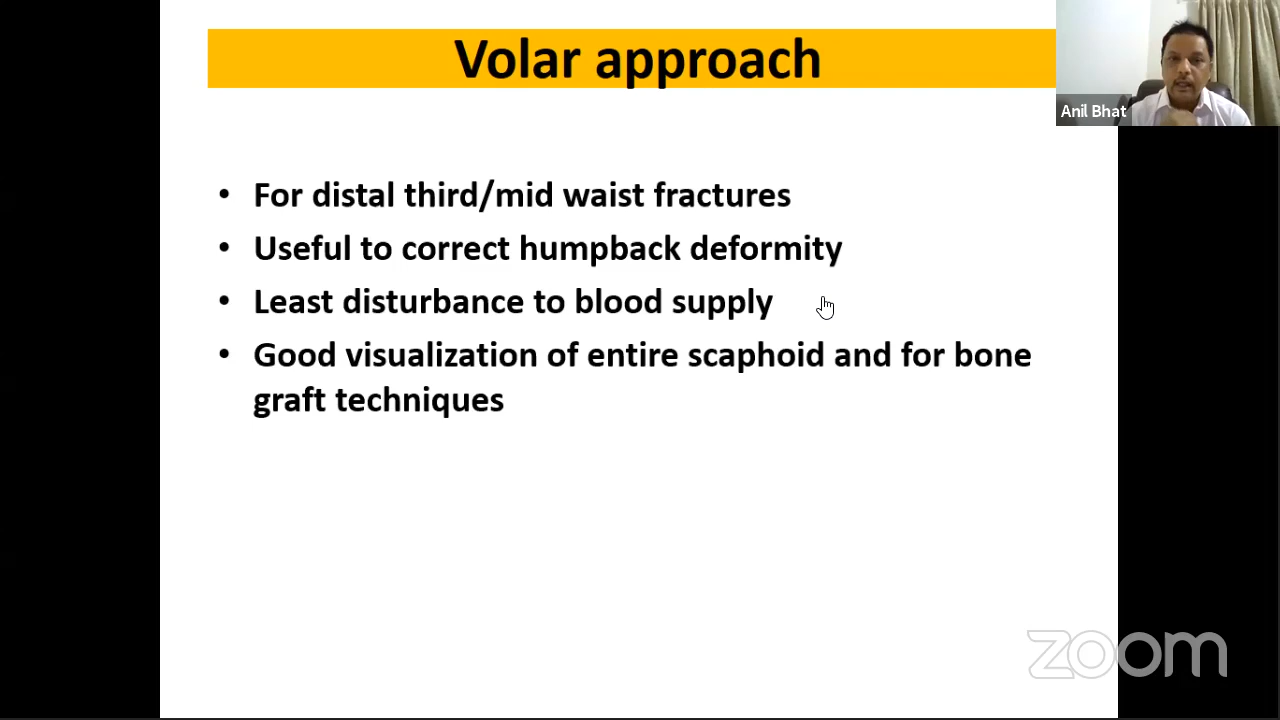 Volar approach
Anil Bhat
• For distal third/mid waist fractures
• Useful to correct humpback deformity
• Least disturbance to blood supply
• Good visualization of entire scaphoid and for bone
graft techniques
zoom